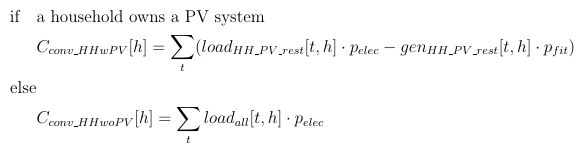 if a household owns a PV system
C_{conv\_HHwPV}[h] = \sum_{t} (load_{HH\_PV\_rest}[t, h] \cdot p_{elec} - gen_{HH\_PV\_rest}[t, h] \cdot p_{fit})
else
C_{conv\_HHwoPV}[h] = \sum_{t} load_{all}[t, h] \cdot p_{elec}